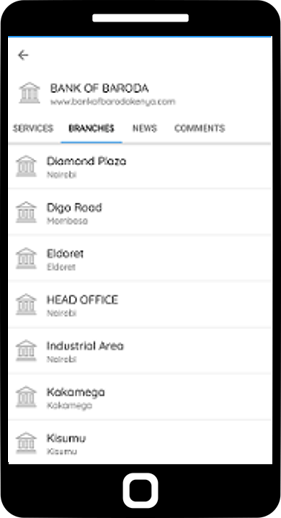 BANK OF BARODA
www.bankofbarodakenya.com
SERVICES BRANCHES NEWS COMMENTS
Diamond Plaza
Nairobi
Digo Road
Mombasa
Eldoret
Eldoret
HEAD OFFICE
Nairobi
Industrial Area
Nairobi
Kakamega
Kakamega
Kisumu
Kisumu